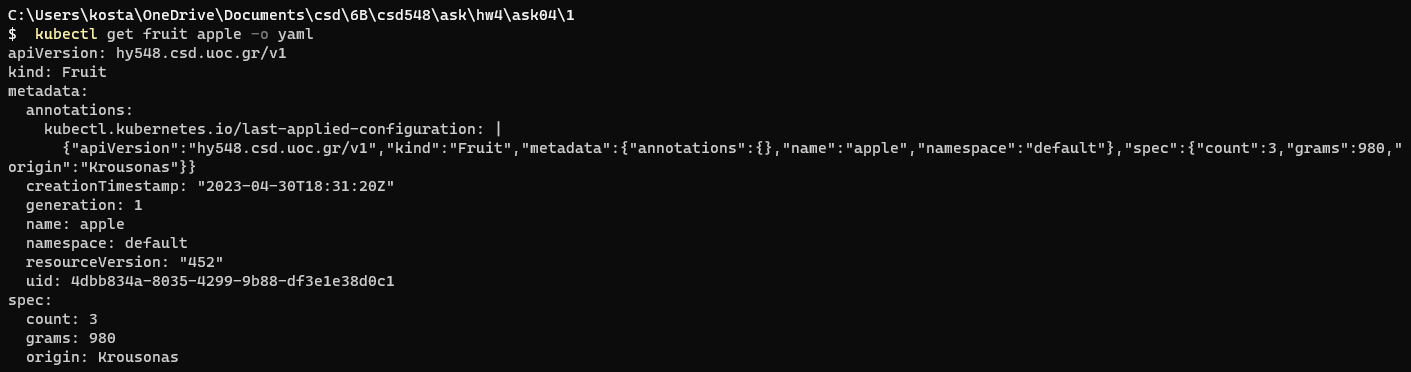 C:\Users\kosta\OneDrive\Documents\csd\6B\csd548\ask\hw4\ask04\1
$  kubectl get fruit apple -o yaml
apiVersion: hy548.csd.uoc.gr/v1
kind: Fruit
metadata:
  annotations:
    kubectl.kubernetes.io/last-applied-configuration: |
      {"apiVersion":"hy548.csd.uoc.gr/v1","kind":"Fruit","metadata":{"annotations":{},"name":"apple","namespace":"default"},"spec":{"count":3,"grams":980,"
origin":"Krousonas"}}
  creationTimestamp: "2023-04-30T18:31:20Z"
  generation: 1
  name: apple
  namespace: default
  resourceVersion: "452"
  uid: 4dbb834a-8035-4299-9b88-df3e1e38d0c1
spec:
  count: 3
  grams: 980
  origin: Krousonas